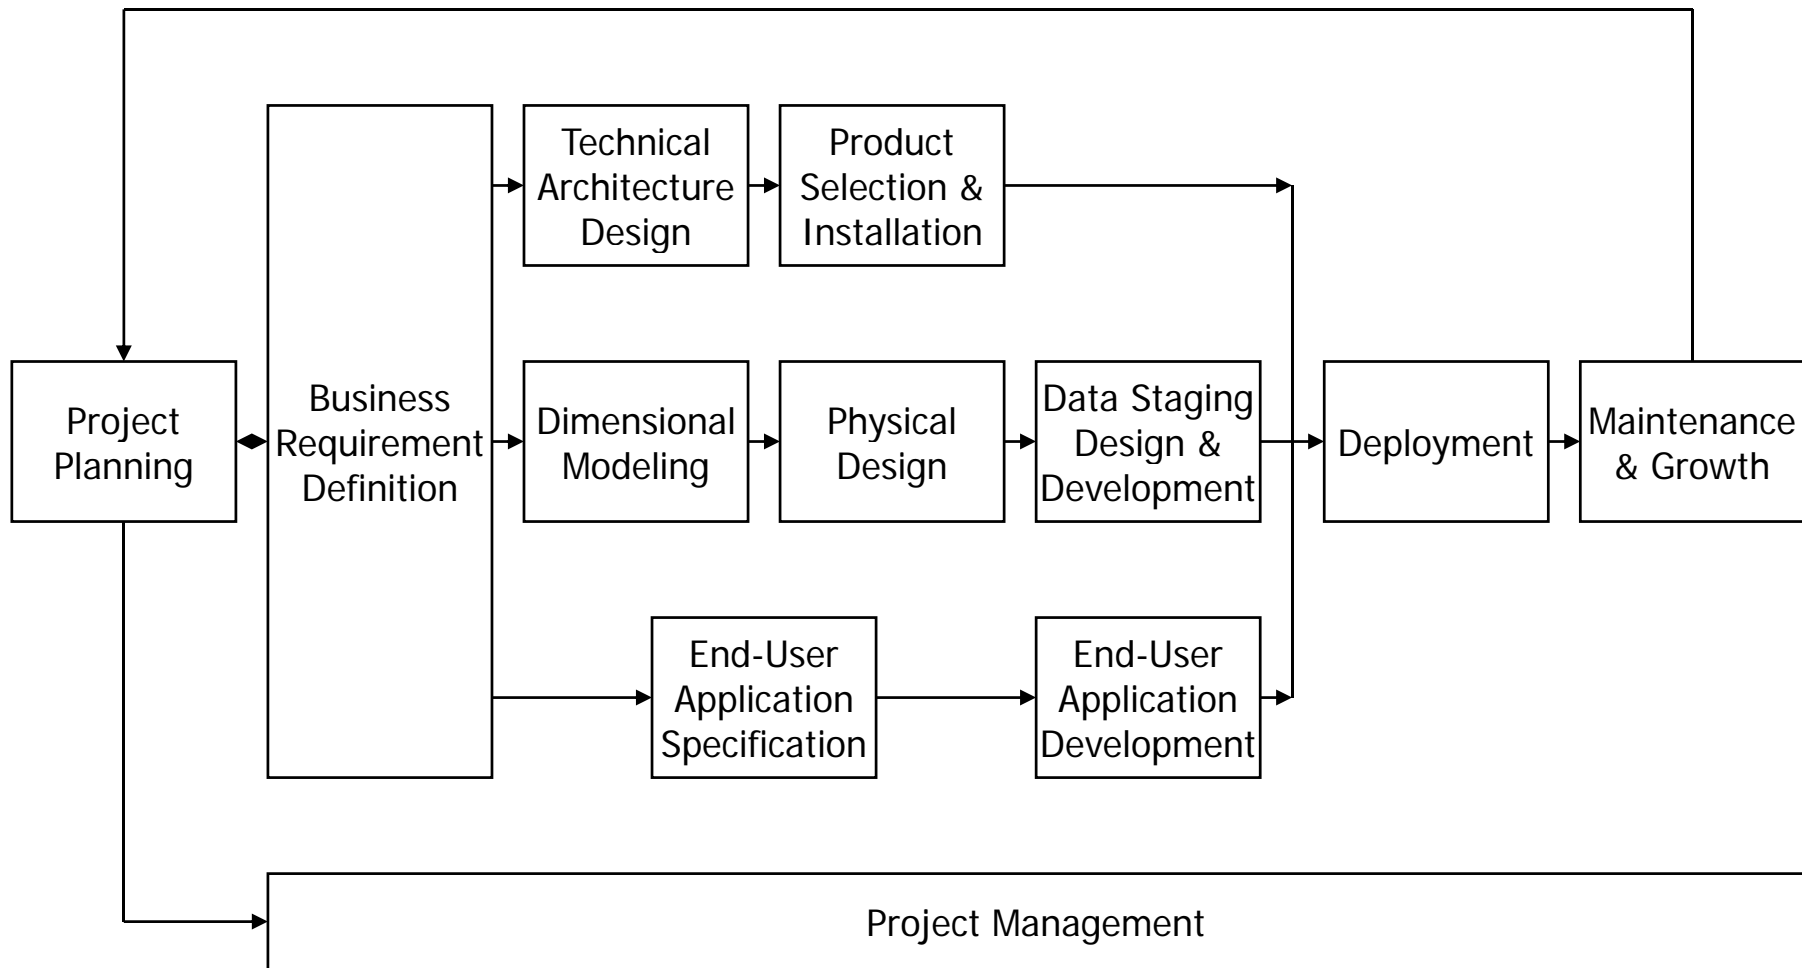 Technical
Architecture
Design
Product
Selection &
Installation
Project
Planning
Business
Requirement
Definition
Dimensional
Modeling
Physical
Design
Data Staging
Design &
Development
Deployment
Maintenance
& Growth
End-User
Application
Specification
End-User
Application
Development
Project Management